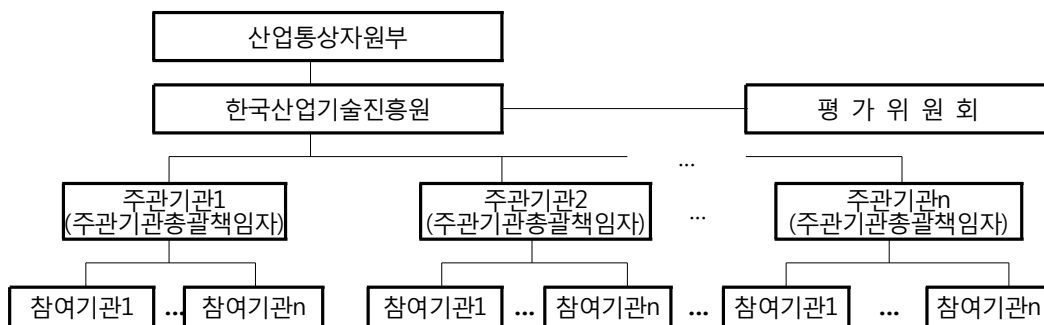 산업통상자원부
한국산업기술진흥원
평 가 위 원 회
...
주관기관1
(주관기관총괄책임자)
주관기관2
(주관기관총괄책임자)
...
주관기관n
(주관기관총괄책임자)
참여기관1 ... 참여기관n 참여기관1 ... 참여기관n ... 참여기관1 ... 참여기관n